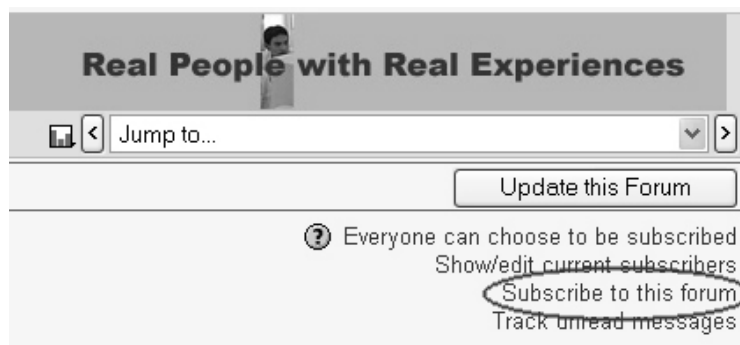 Real People with Real Experiences
< Jump to... >
Update this Forum
? Everyone can choose to be subscribed
Show/edit current subscribers
Subscribe to this forum
Track unread messages